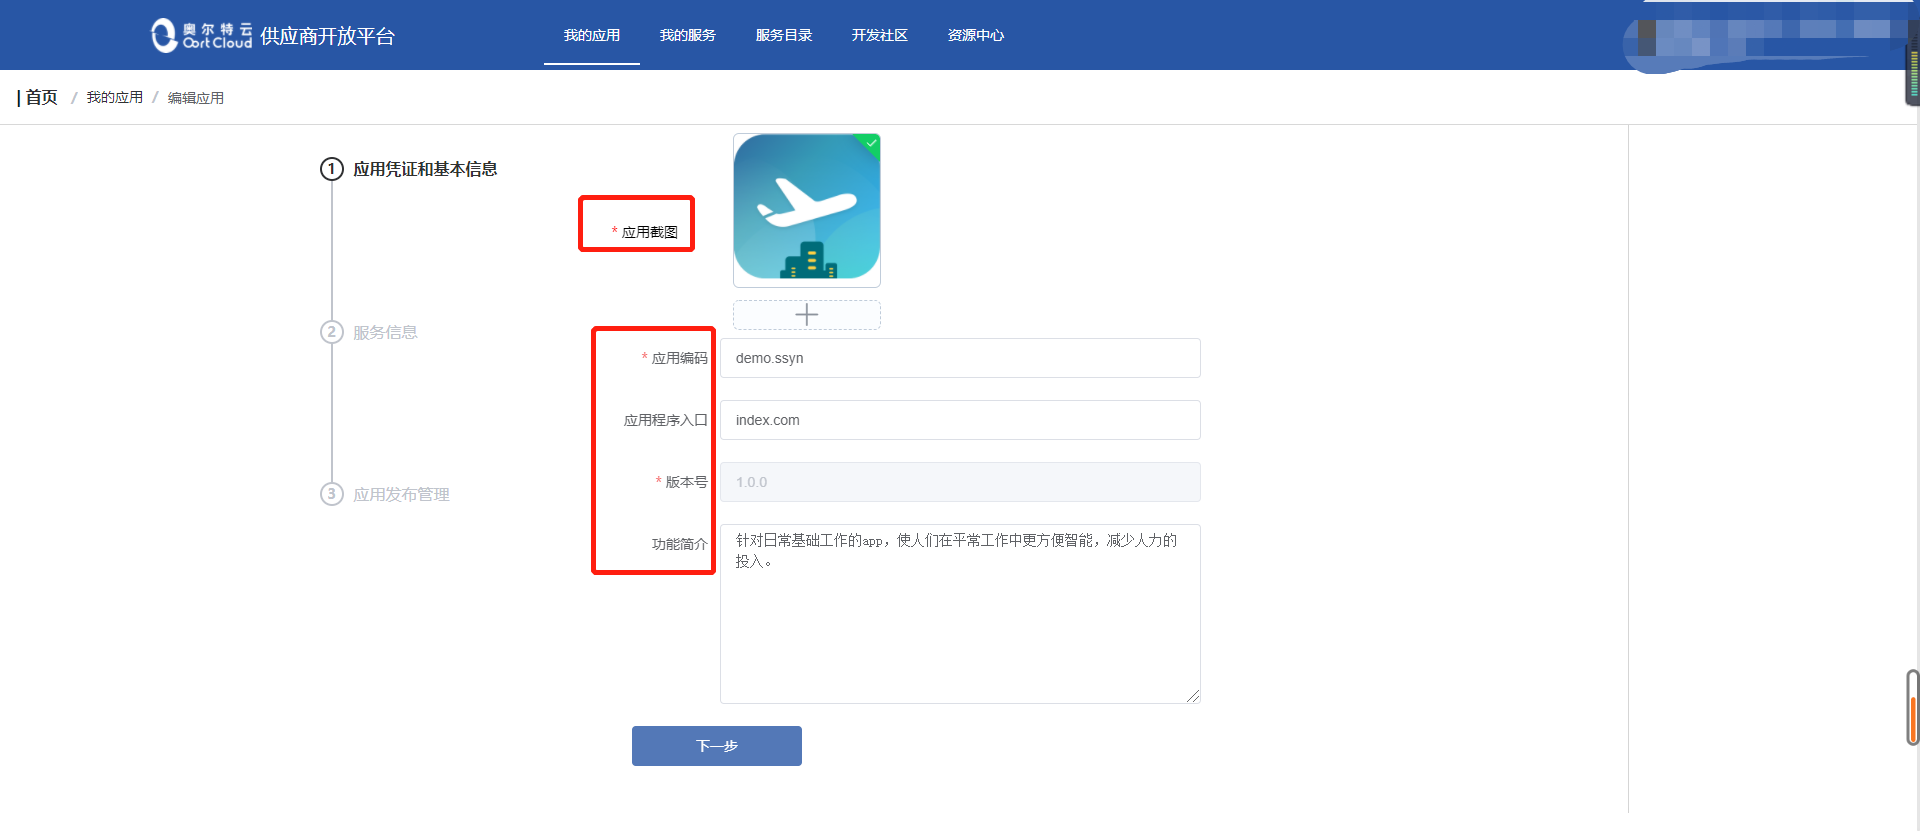 奥尔特云
Oort Cloud
供应商开放平台
我的应用
我的服务
服务目录
开发社区
资源中心
首页 / 我的应用 / 编辑应用
1 应用凭证和基本信息
* 应用截图
2 服务信息
* 应用编码 demo.ssyn
应用程序入口 index.com
* 版本号 1.0.0
3 应用发布管理
功能简介
针对日常基础工作的app，使人们在平常工作中更方便智能，减少人力的
投入。
下一步